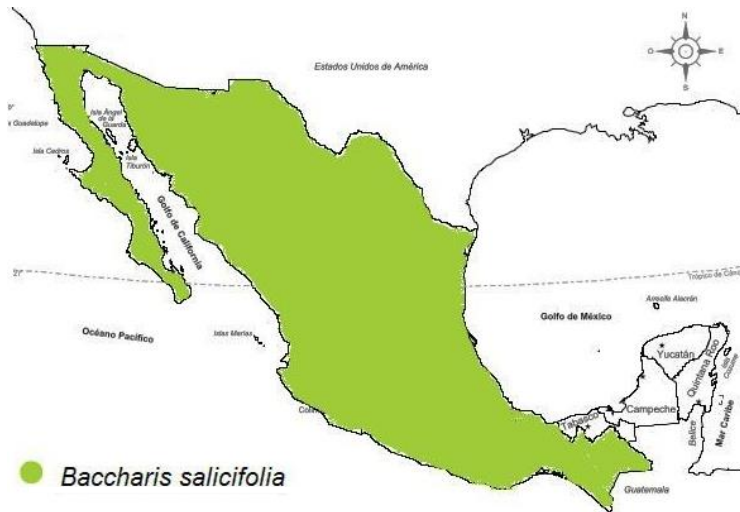 N
O
E
S
Estados Unidos de América
Isla Ángel
de la
Guarda
Guadalupe
Isla Cedros
Isla
Tiburón
Golfo de California
Trópico de
Arrecife Alacrán
Golfo de México
Océano Pacífico
Islas Marías
Yucatán
Quintana Roo
Isla
Campeche
Tabasco
Belice
Mar Caribe
Guatemala
Baccharis salicifolia